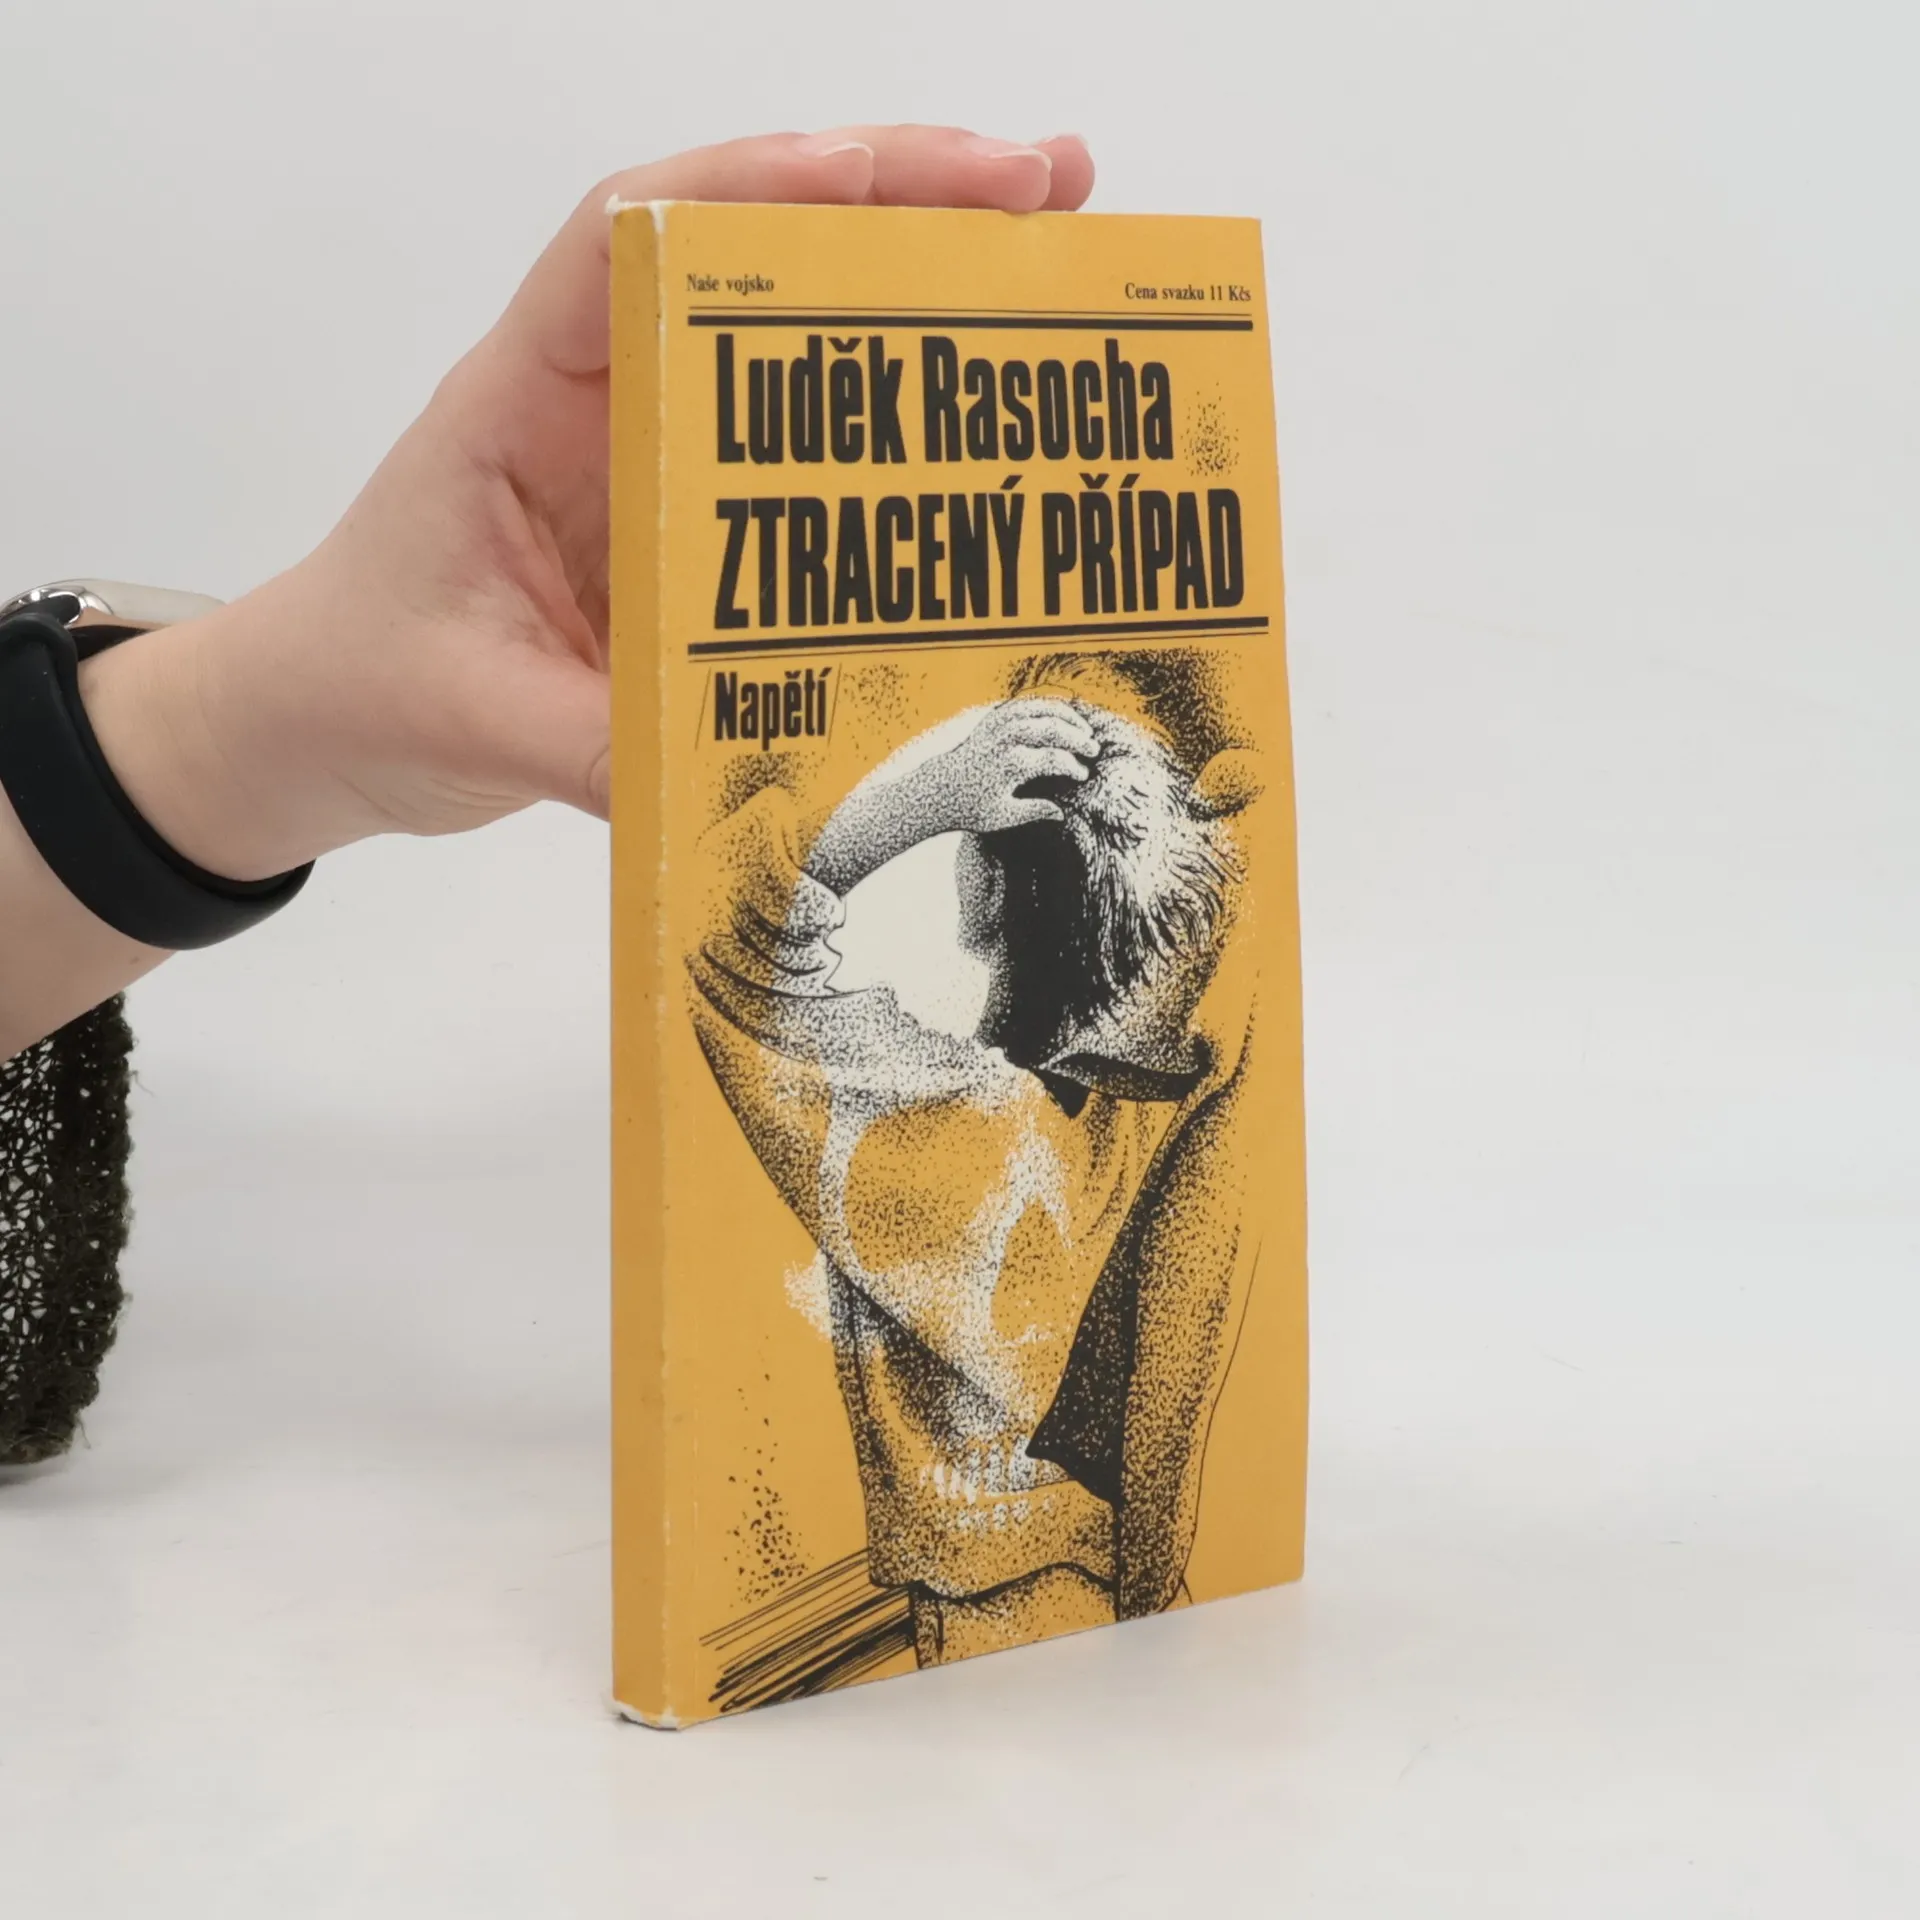 Naše vojsko
Cena svazku 11 Kčs
Luděk Rasocha
ZTRACENÝ PŘÍPAD
Napětí